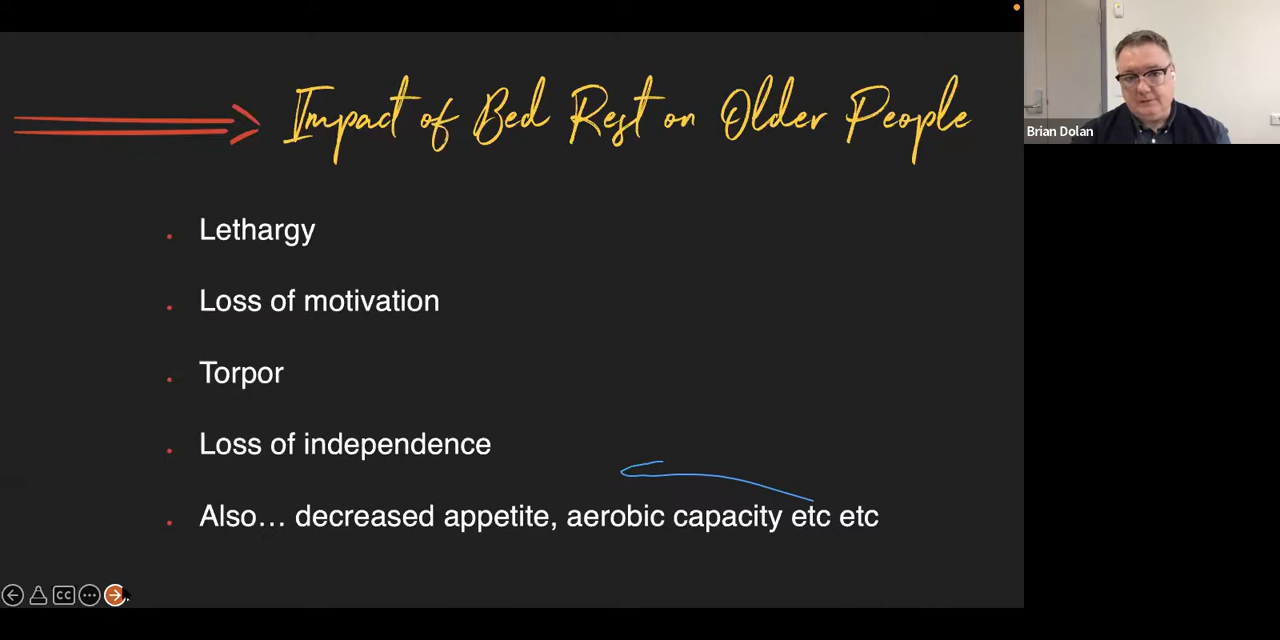 Impact of Bed Rest on Older People
Lethargy
Loss of motivation
Torpor
Loss of independence
Also... decreased appetite, aerobic capacity etc etc
Brian Dolan
CC